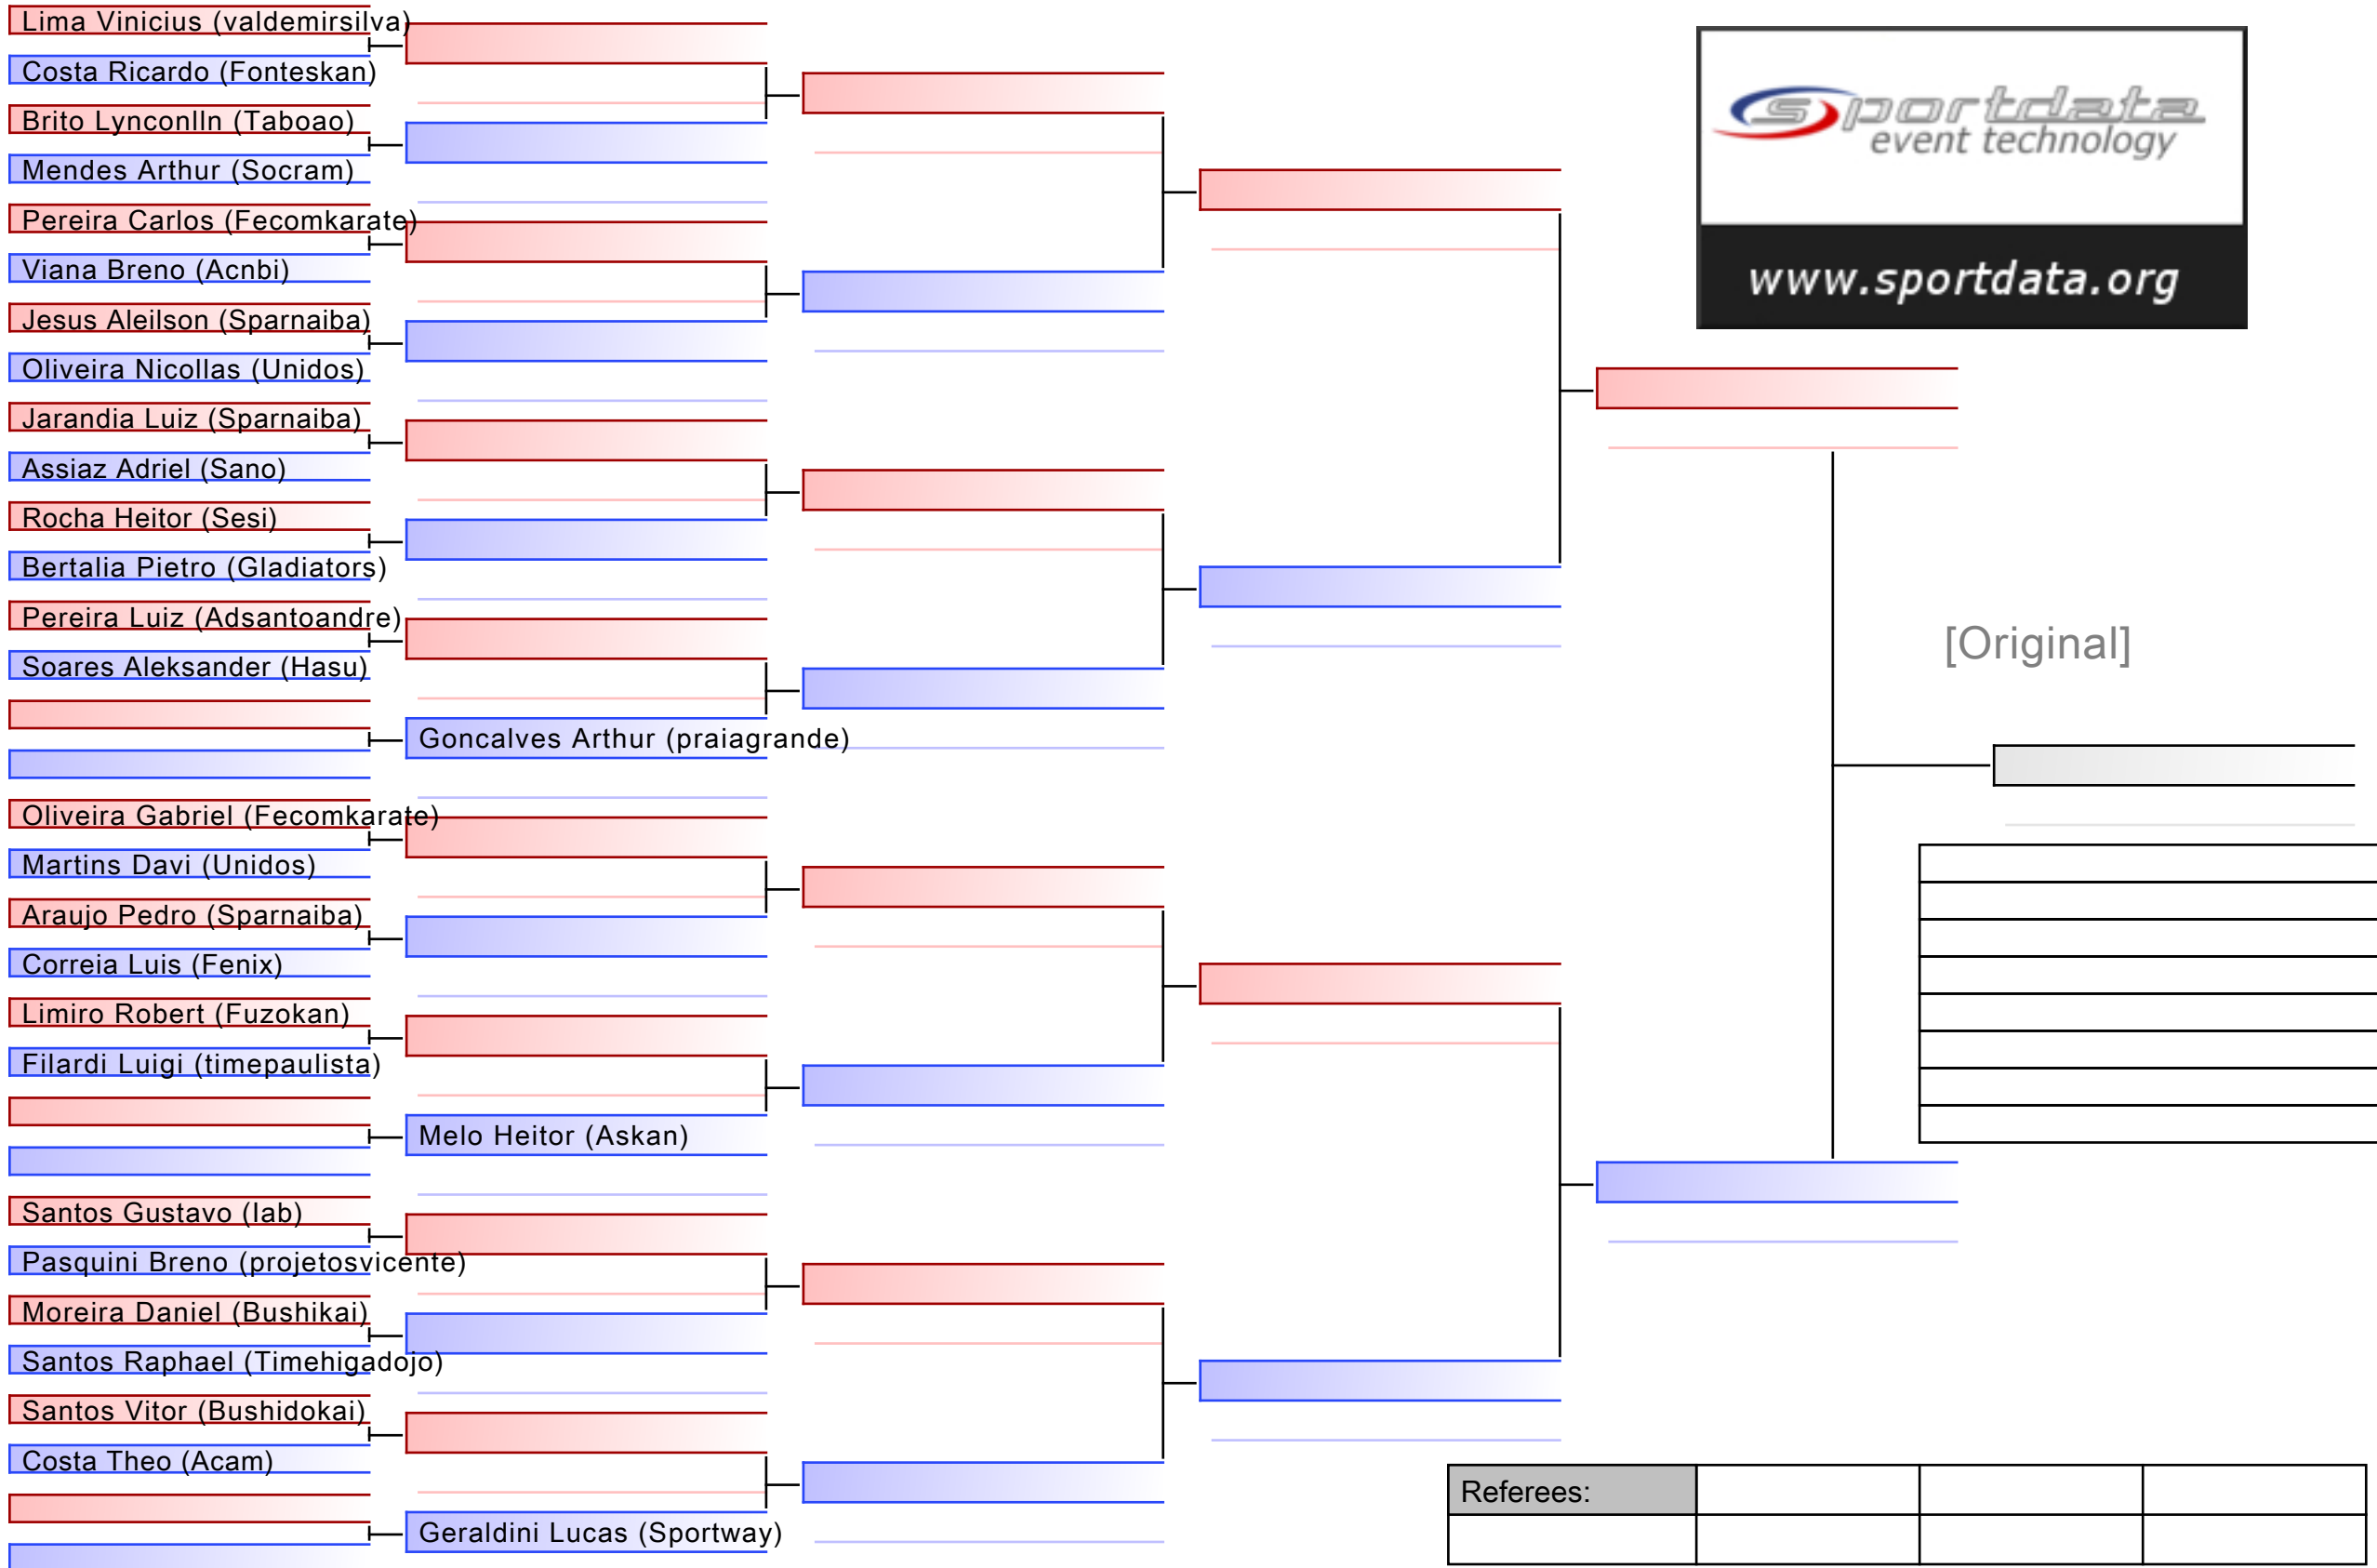 Lima Vinicius (valdemirsilva)
Costa Ricardo (Fonteskan)
Brito Lynconlln (Taboao)
Mendes Arthur (Socram)
Pereira Carlos (Fecomkarate)
Viana Breno (Acnbi)
Jesus Aleilson (Sparnaiba)
Oliveira Nicollas (Unidos)
Jarandia Luiz (Sparnaiba)
Assiaz Adriel (Sano)
Rocha Heitor (Sesi)
Bertalia Pietro (Gladiators)
Pereira Luiz (Adsantoandre)
Soares Aleksander (Hasu)
Goncalves Arthur (praiagrande)
Oliveira Gabriel (Fecomkarate)
Martins Davi (Unidos)
Araujo Pedro (Sparnaiba)
Correia Luis (Fenix)
Limiro Robert (Fuzokan)
Filardi Luigi (timepaulista)
Melo Heitor (Askan)
Santos Gustavo (Iab)
Pasquini Breno (projetosvicente)
Moreira Daniel (Bushikai)
Santos Raphael (Timehigadojo)
Santos Vitor (Bushidokai)
Costa Theo (Acam)
Geraldini Lucas (Sportway)
sportdata
event technology
www.sportdata.org
[Original]
Referees: